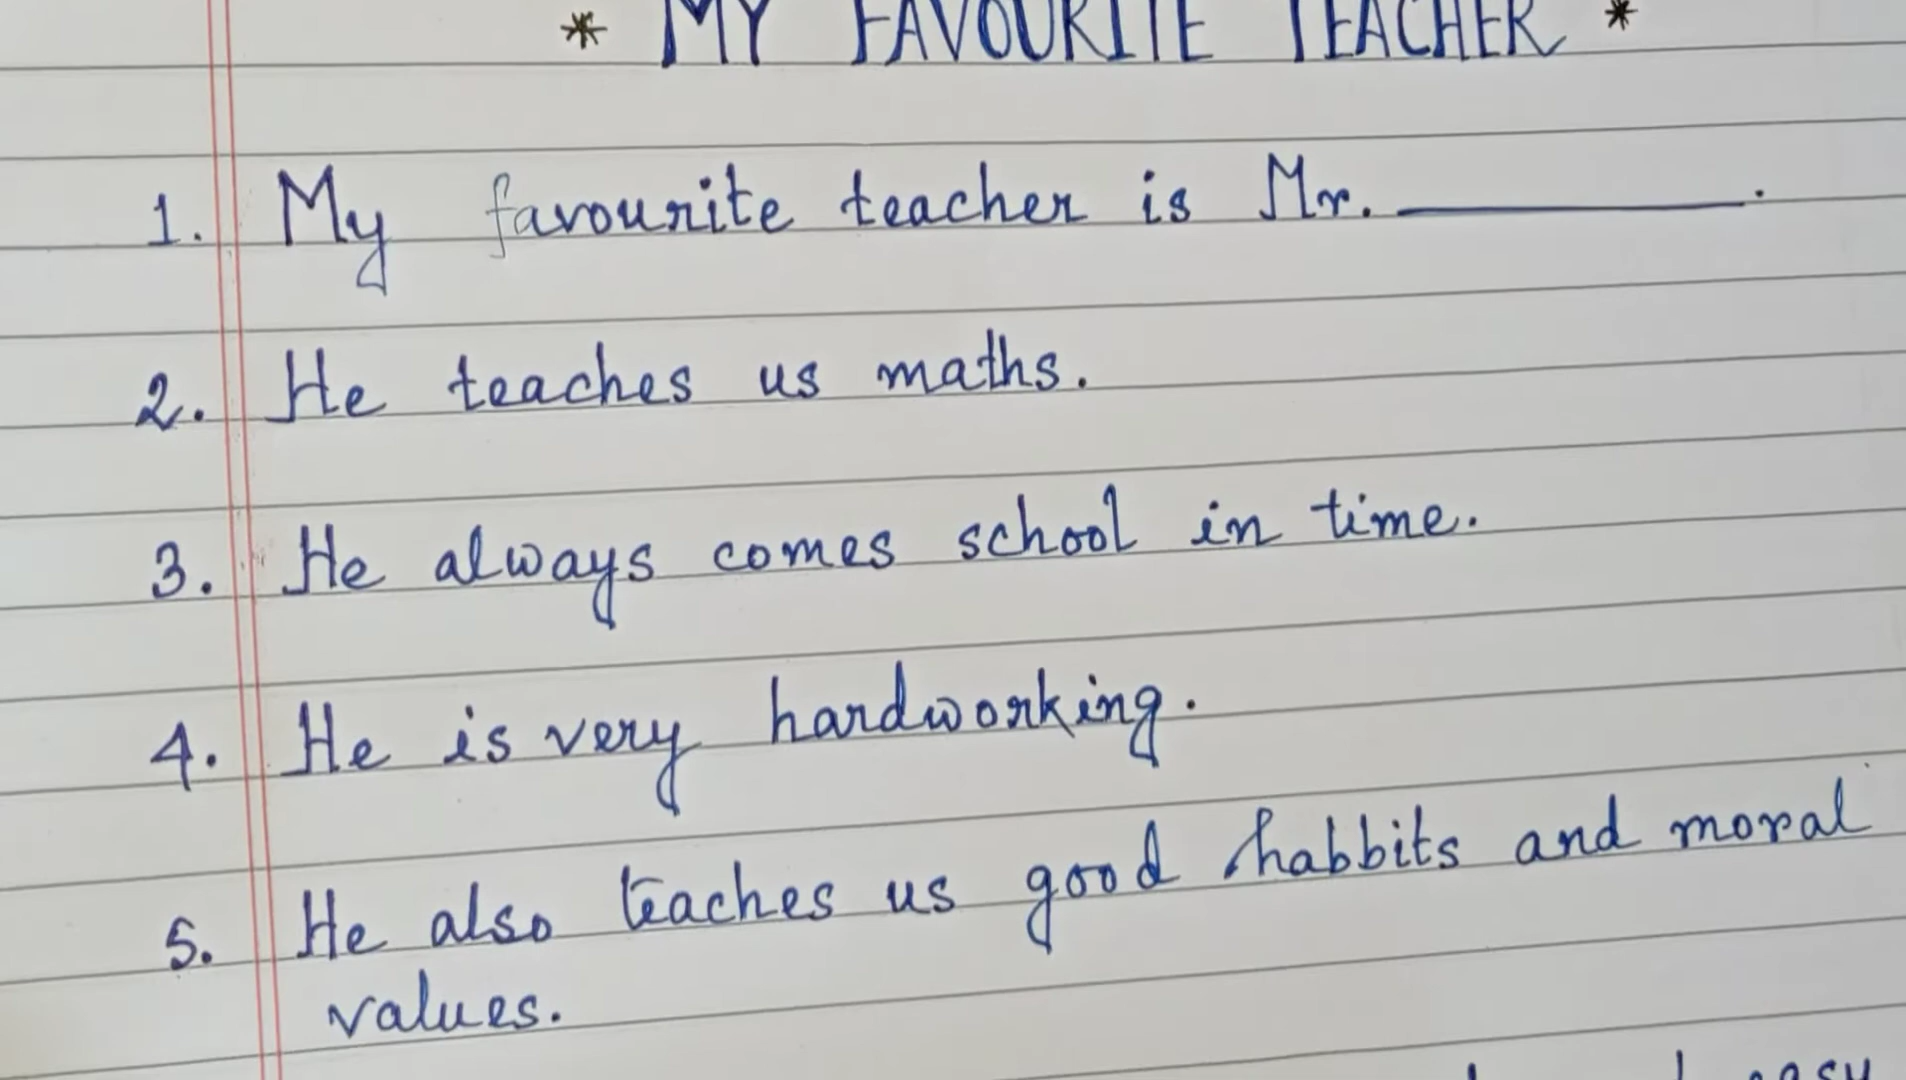 * MY FAVOURITE TEACHER *
1. My favourite teacher is Mr. ________.
2. He teaches us maths.
3. He always comes school in time.
4. He is very hardworking.
5. He also teaches us good habbits and moral
values.
easy